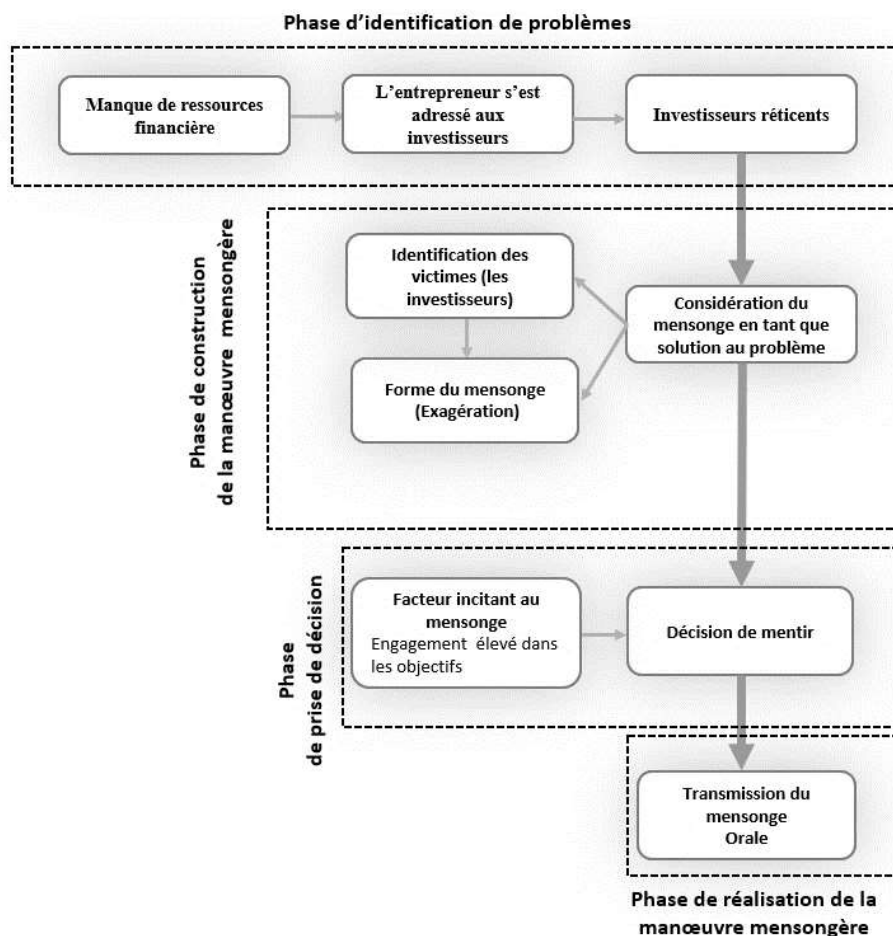 Phase d’identification de problèmes
Manque de ressources
financière
L’entrepreneur s’est
adressé aux
investisseurs
Investisseurs réticents
Phase de construction
de la manœuvre mensongère
Identification des
victimes (les
investisseurs)
Considération du
mensonge en tant que
solution au problème
Forme du mensonge
(Exagération)
Phase
de prise de décision
Facteur incitant au
mensonge
Engagement élevé dans
les objectifs
Décision de mentir
Transmission du
mensonge
Orale
Phase de réalisation de la
manœuvre mensongère